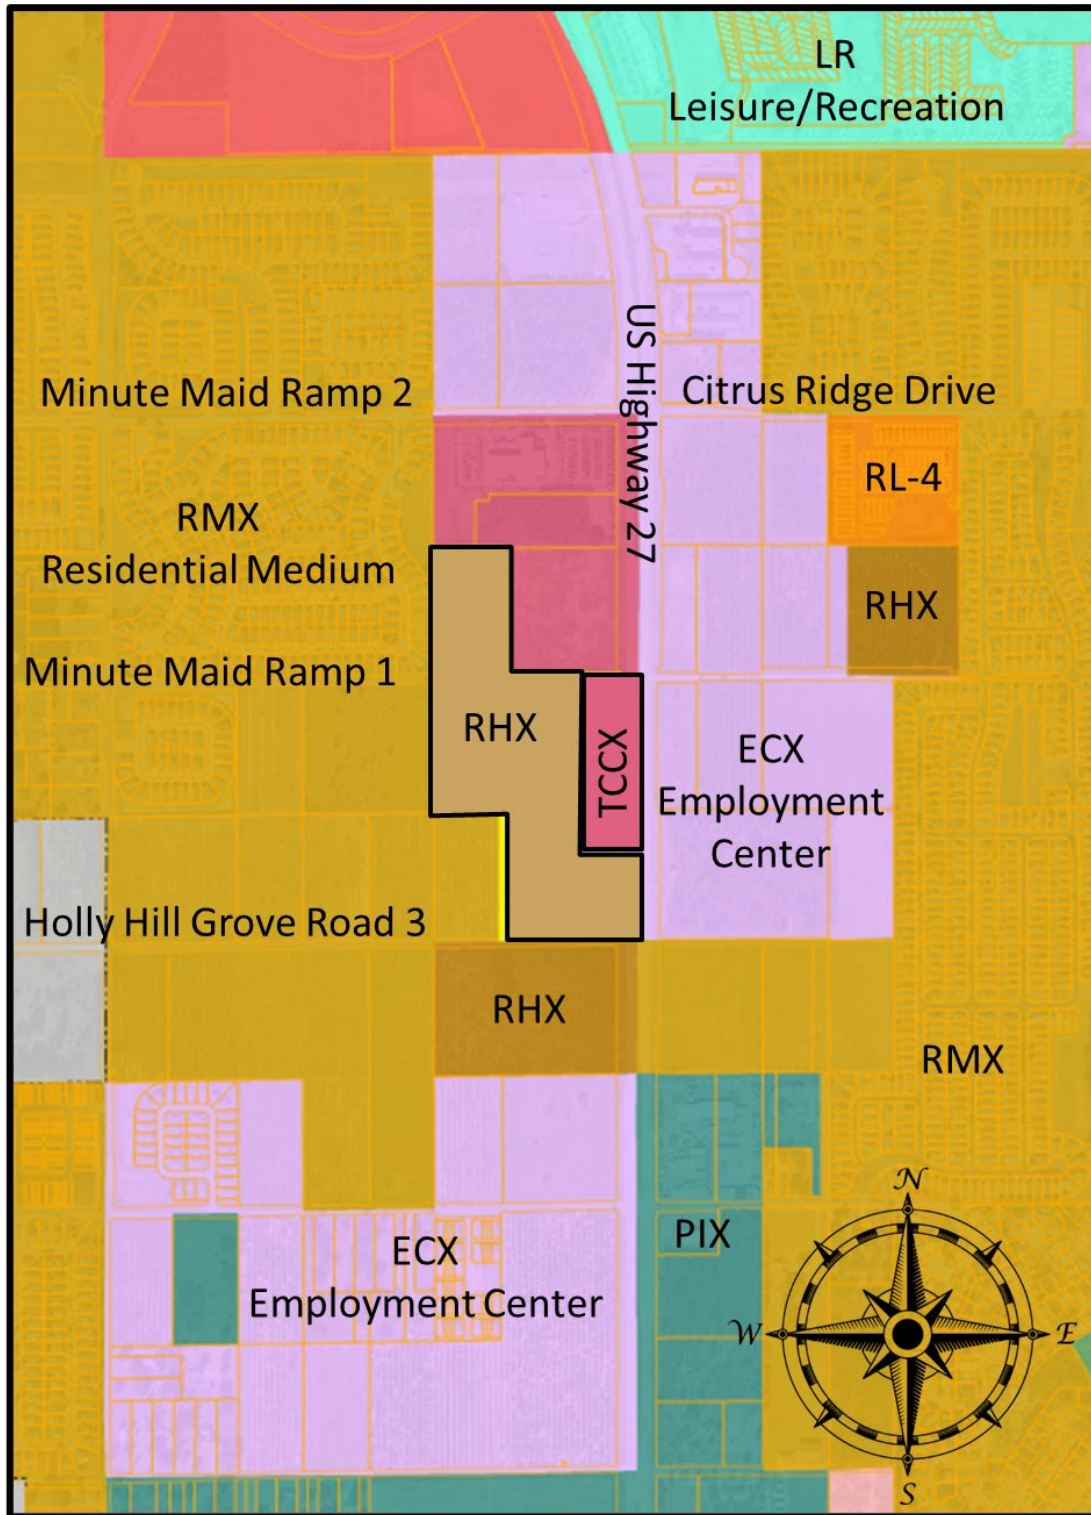 LR
Leisure/Recreation
US Highway 27
Minute Maid Ramp 2
Citrus Ridge Drive
RL-4
RMX
Residential Medium
RHX
Minute Maid Ramp 1
RHX
TCCX
ECX
Employment
Center
Holly Hill Grove Road 3
RHX
RMX
N
PIX
ECX
Employment Center
W
E
S